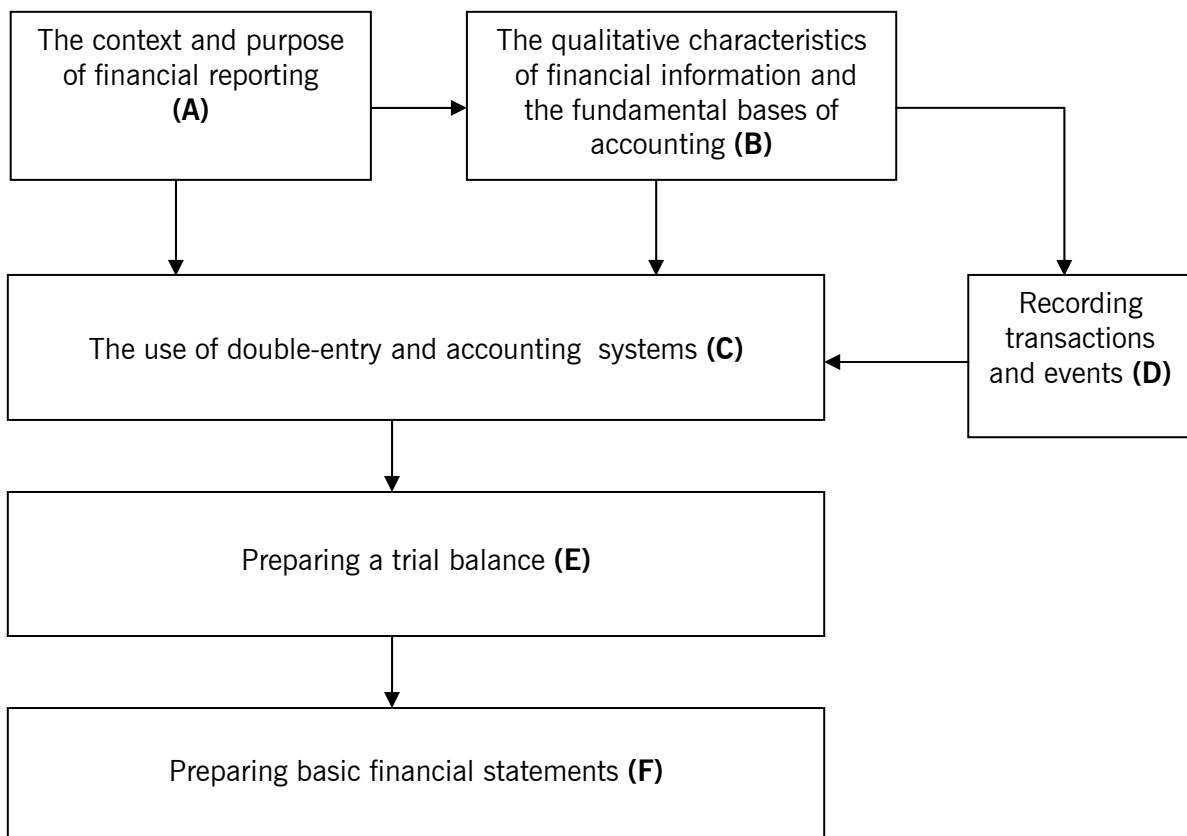 The context and purpose
of financial reporting
(A)
The qualitative characteristics
of financial information and
the fundamental bases of
accounting (B)
The use of double-entry and accounting systems (C)
Recording
transactions
and events (D)
Preparing a trial balance (E)
Preparing basic financial statements (F)